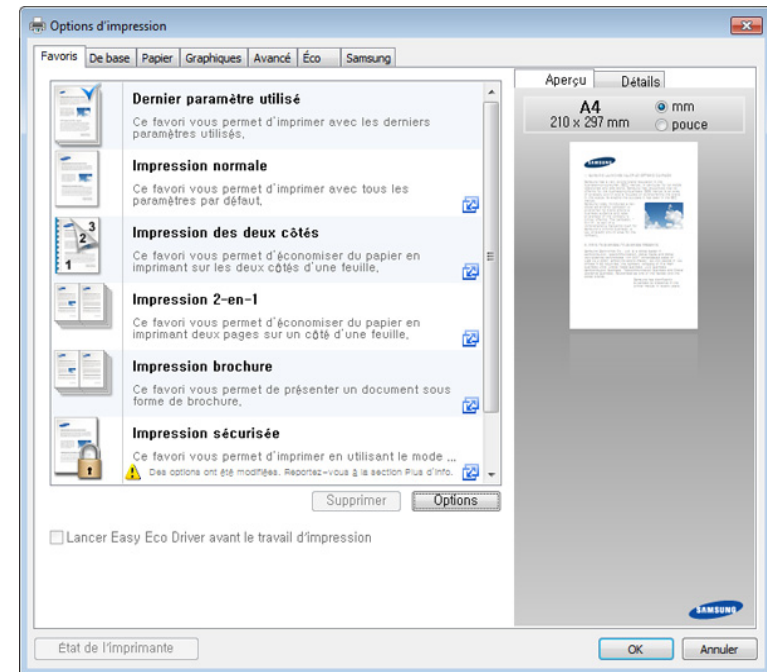 Options d'impression
Favoris De base Papier Graphiques Avancé Éco Samsung
Dernier paramètre utilisé
Ce favori vous permet d'imprimer avec les derniers
paramètres utilisés.
Impression normale
Ce favori vous permet d'imprimer avec tous les
paramètres par défaut.
Impression des deux côtés
Ce favori vous permet d'économiser du papier en
imprimant sur les deux côtés d'une feuille.
Impression 2-en-1
Ce favori vous permet d'économiser du papier en
imprimant deux pages sur un côté d'une feuille.
Impression brochure
Ce favori vous permet de présenter un document sous
forme de brochure.
Impression sécurisée
Ce favori vous permet d'imprimer en utilisant le mode ...
Des options ont été modifiées. Reportez-vous à la section Plus d'info.
Supprimer Options
Lancer Easy Eco Driver avant le travail d'impression
Aperçu Détails
A4
210 x 297 mm
mm
pouce
SAMSUNG
SAMSUNG
État de l'imprimante
OK Annuler